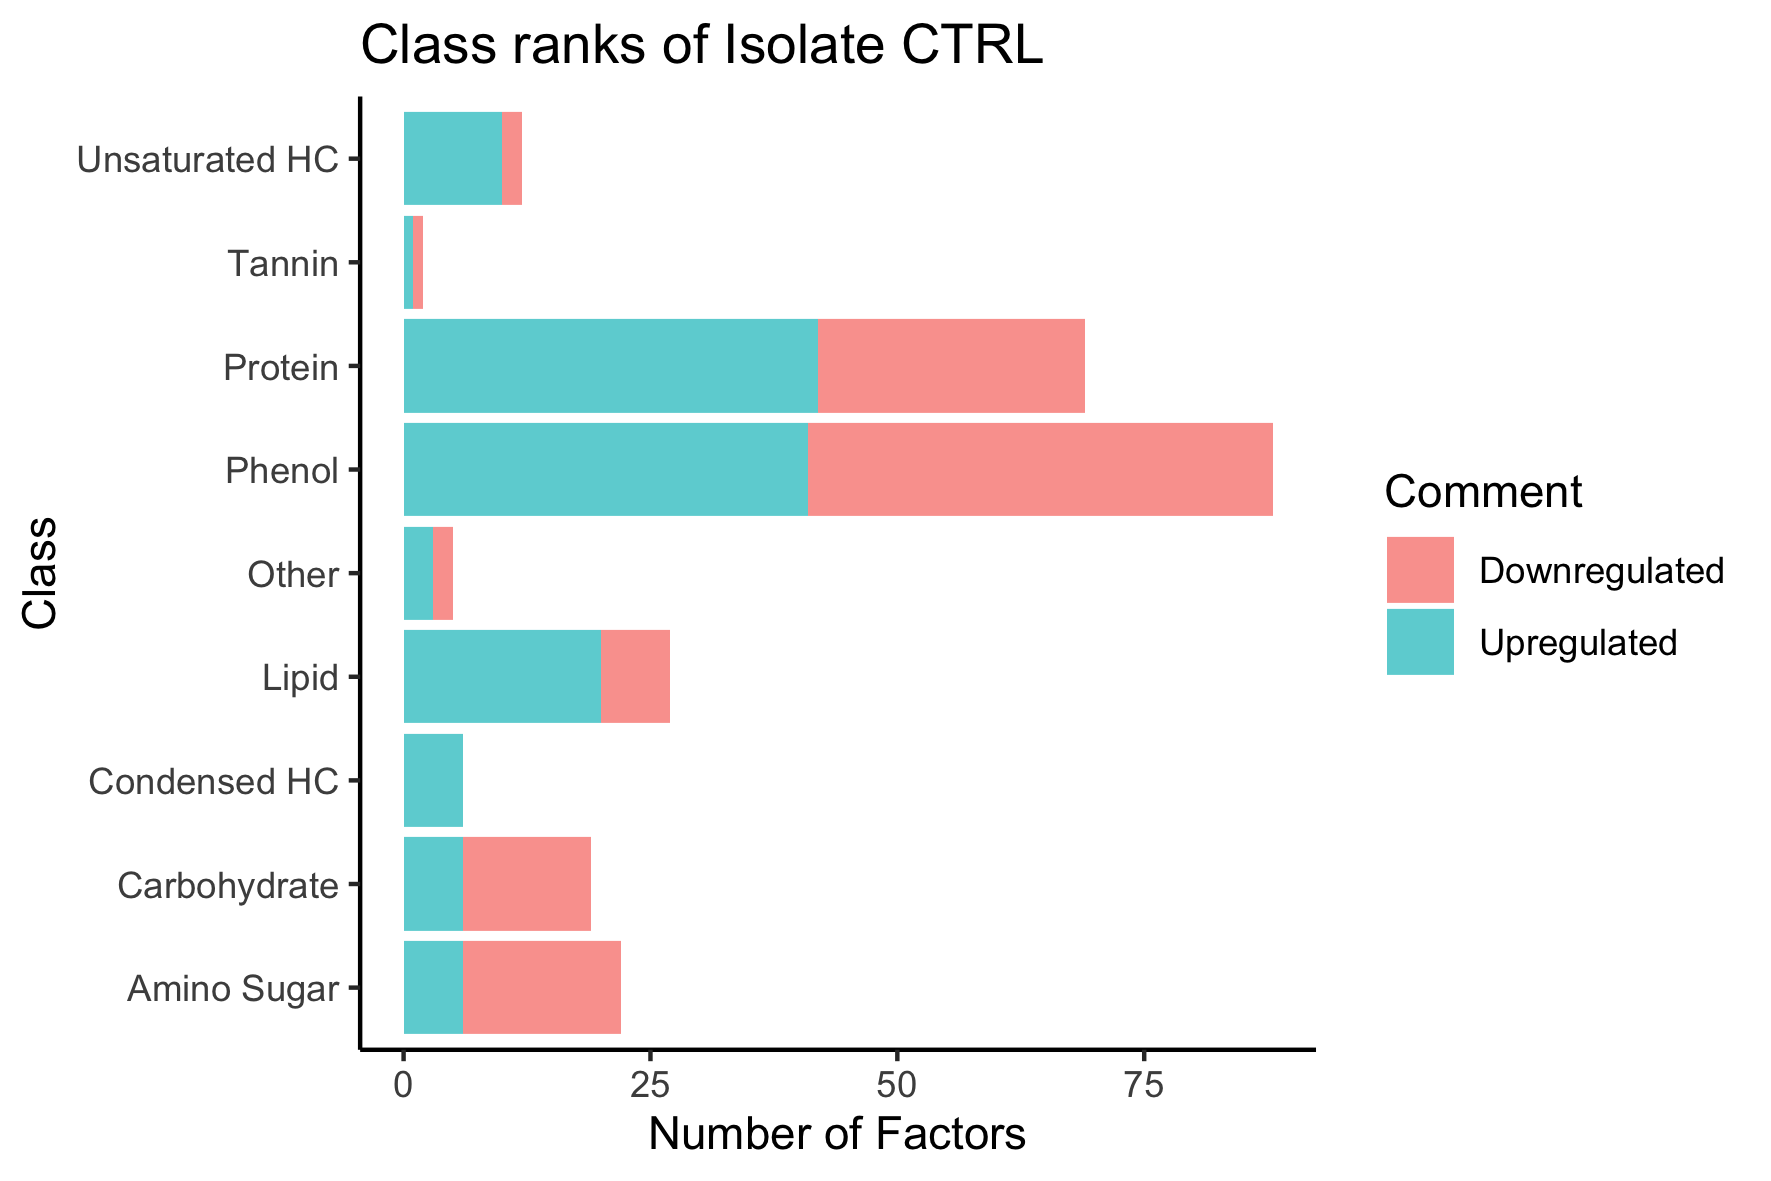 Class ranks of Isolate CTRL
Unsaturated HC
Tannin
Protein
Phenol
Other
Lipid
Condensed HC
Carbohydrate
Amino Sugar
Class
0 25 50 75
Number of Factors
Comment
Downregulated
Upregulated